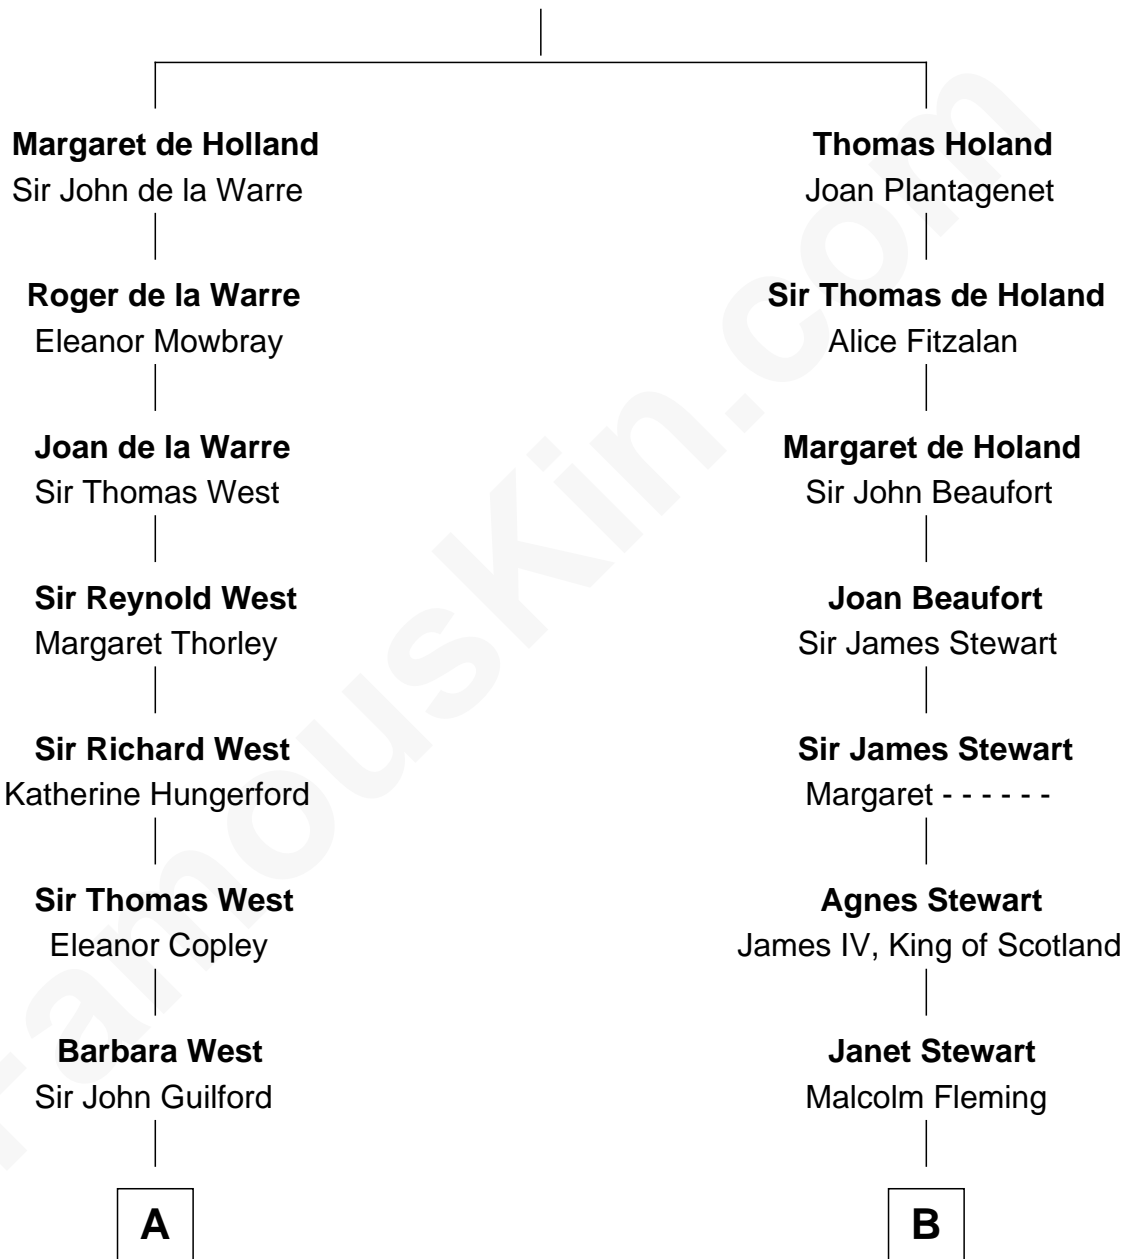 Margaret de Holland
Sir John de la Warre
Roger de la Warre
Eleanor Mowbray
Joan de la Warre
Sir Thomas West
Sir Reynold West
Margaret Thorley
Sir Richard West
Katherine Hungerford
Sir Thomas West
Eleanor Copley
Barbara West
Sir John Guilford
A
Thomas Holand
Joan Plantagenet
Sir Thomas de Holand
Alice Fitzalan
Margaret de Holand
Sir John Beaufort
Joan Beaufort
Sir James Stewart
Sir James Stewart
Margaret - - - - - -
Agnes Stewart
James IV, King of Scotland
Janet Stewart
Malcolm Fleming
B
FamousKin.com